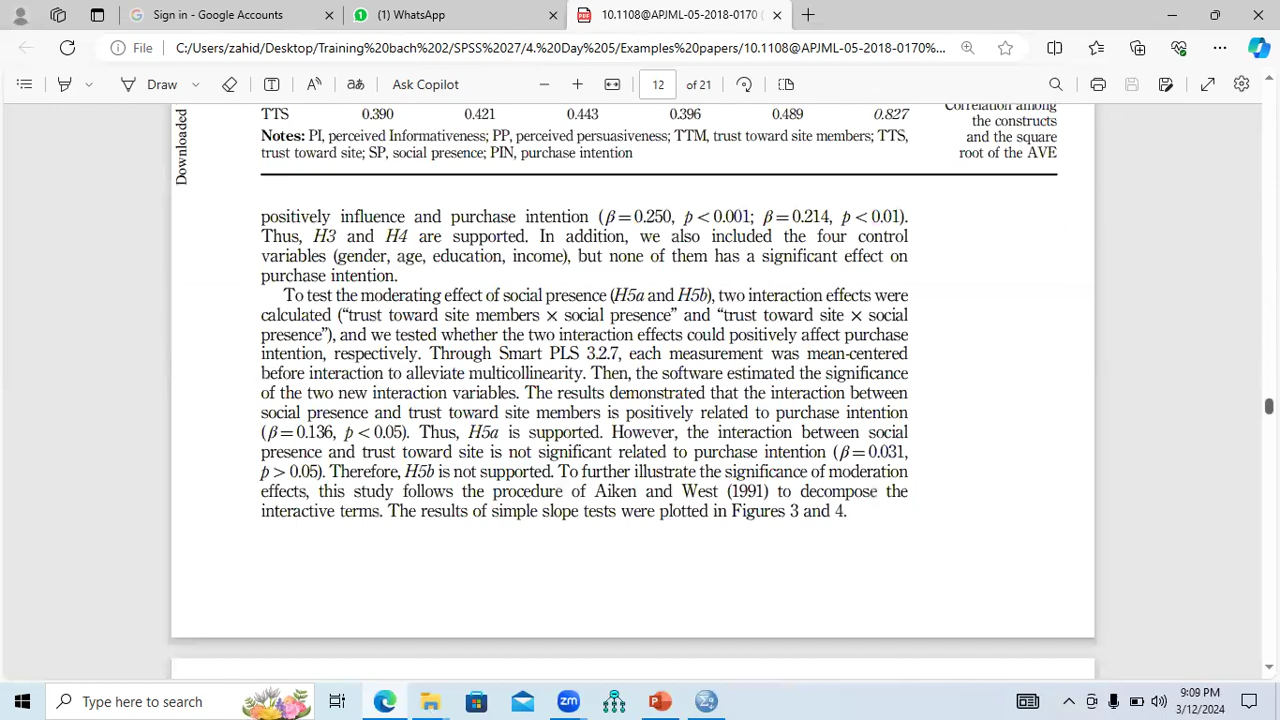 Sign in - Google Accounts
(1) WhatsApp
10.1108@APJML-05-2018-0170 (
File
C:/Users/zahid/Desktop/Training%20bach%202/SPSS%2027/4.%20Day%205/Examples%20papers/10.1108@APJML-05-2018-0170%...
Draw
Ask Copilot
12 of 21
Downloaded
TTS 0.390 0.421 0.443 0.396 0.489 0.827
Notes: PI, perceived Informativeness; PP, perceived persuasiveness; TTM, trust toward site members; TTS,
trust toward site; SP, social presence; PIN, purchase intention
Correlation among
the constructs
and the square
root of the AVE
positively influence and purchase intention (β = 0.250, p < 0.001; β = 0.214, p < 0.01).
Thus, H3 and H4 are supported. In addition, we also included the four control
variables (gender, age, education, income), but none of them has a significant effect on
purchase intention.
To test the moderating effect of social presence (H5a and H5b), two interaction effects were
calculated (“trust toward site members × social presence” and “trust toward site × social
presence”), and we tested whether the two interaction effects could positively affect purchase
intention, respectively. Through Smart PLS 3.2.7, each measurement was mean-centered
before interaction to alleviate multicollinearity. Then, the software estimated the significance
of the two new interaction variables. The results demonstrated that the interaction between
social presence and trust toward site members is positively related to purchase intention
(β = 0.136, p < 0.05). Thus, H5a is supported. However, the interaction between social
presence and trust toward site is not significant related to purchase intention (β = 0.031,
p > 0.05). Therefore, H5b is not supported. To further illustrate the significance of moderation
effects, this study follows the procedure of Aiken and West (1991) to decompose the
interactive terms. The results of simple slope tests were plotted in Figures 3 and 4.
Type here to search
zm
9:09 PM
3/12/2024